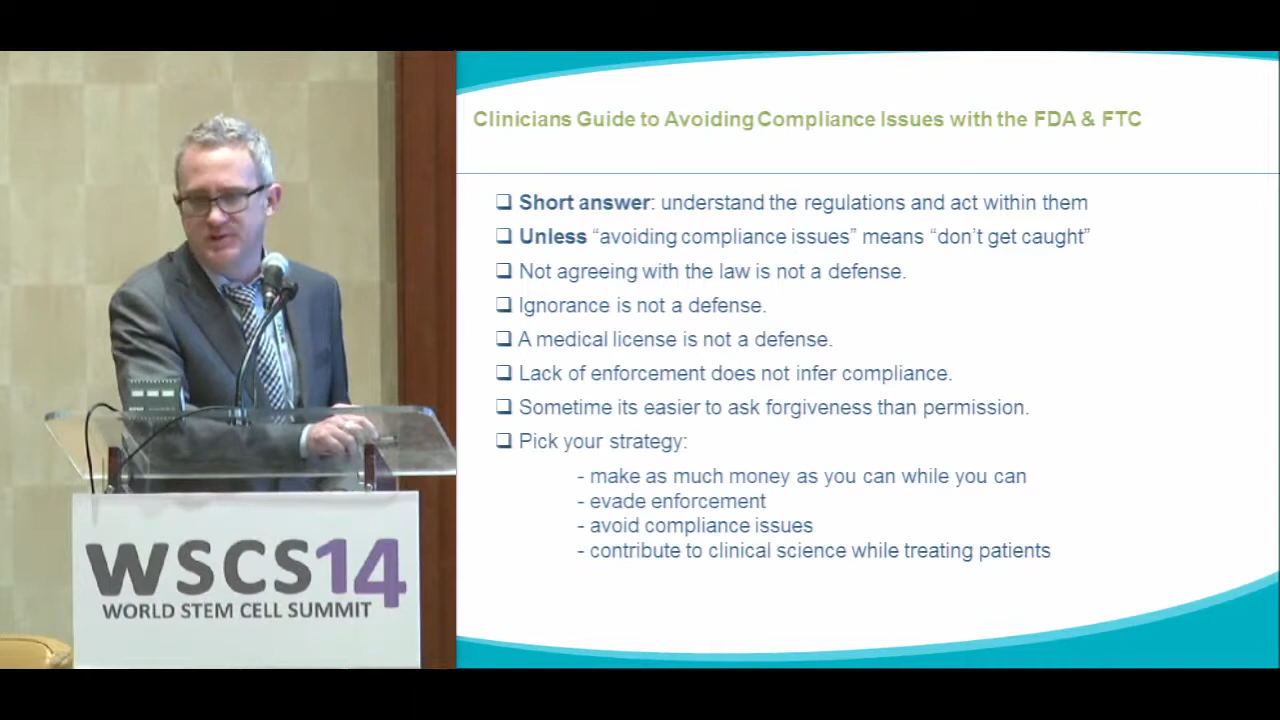 Clinicians Guide to Avoiding Compliance Issues with the FDA & FTC
❑ Short answer: understand the regulations and act within them
❑ Unless “avoiding compliance issues” means “don’t get caught”
❑ Not agreeing with the law is not a defense.
❑ Ignorance is not a defense.
❑ A medical license is not a defense.
❑ Lack of enforcement does not infer compliance.
❑ Sometime its easier to ask forgiveness than permission.
❑ Pick your strategy:
- make as much money as you can while you can
- evade enforcement
- avoid compliance issues
- contribute to clinical science while treating patients
WSCS14
WORLD STEM CELL SUMMIT